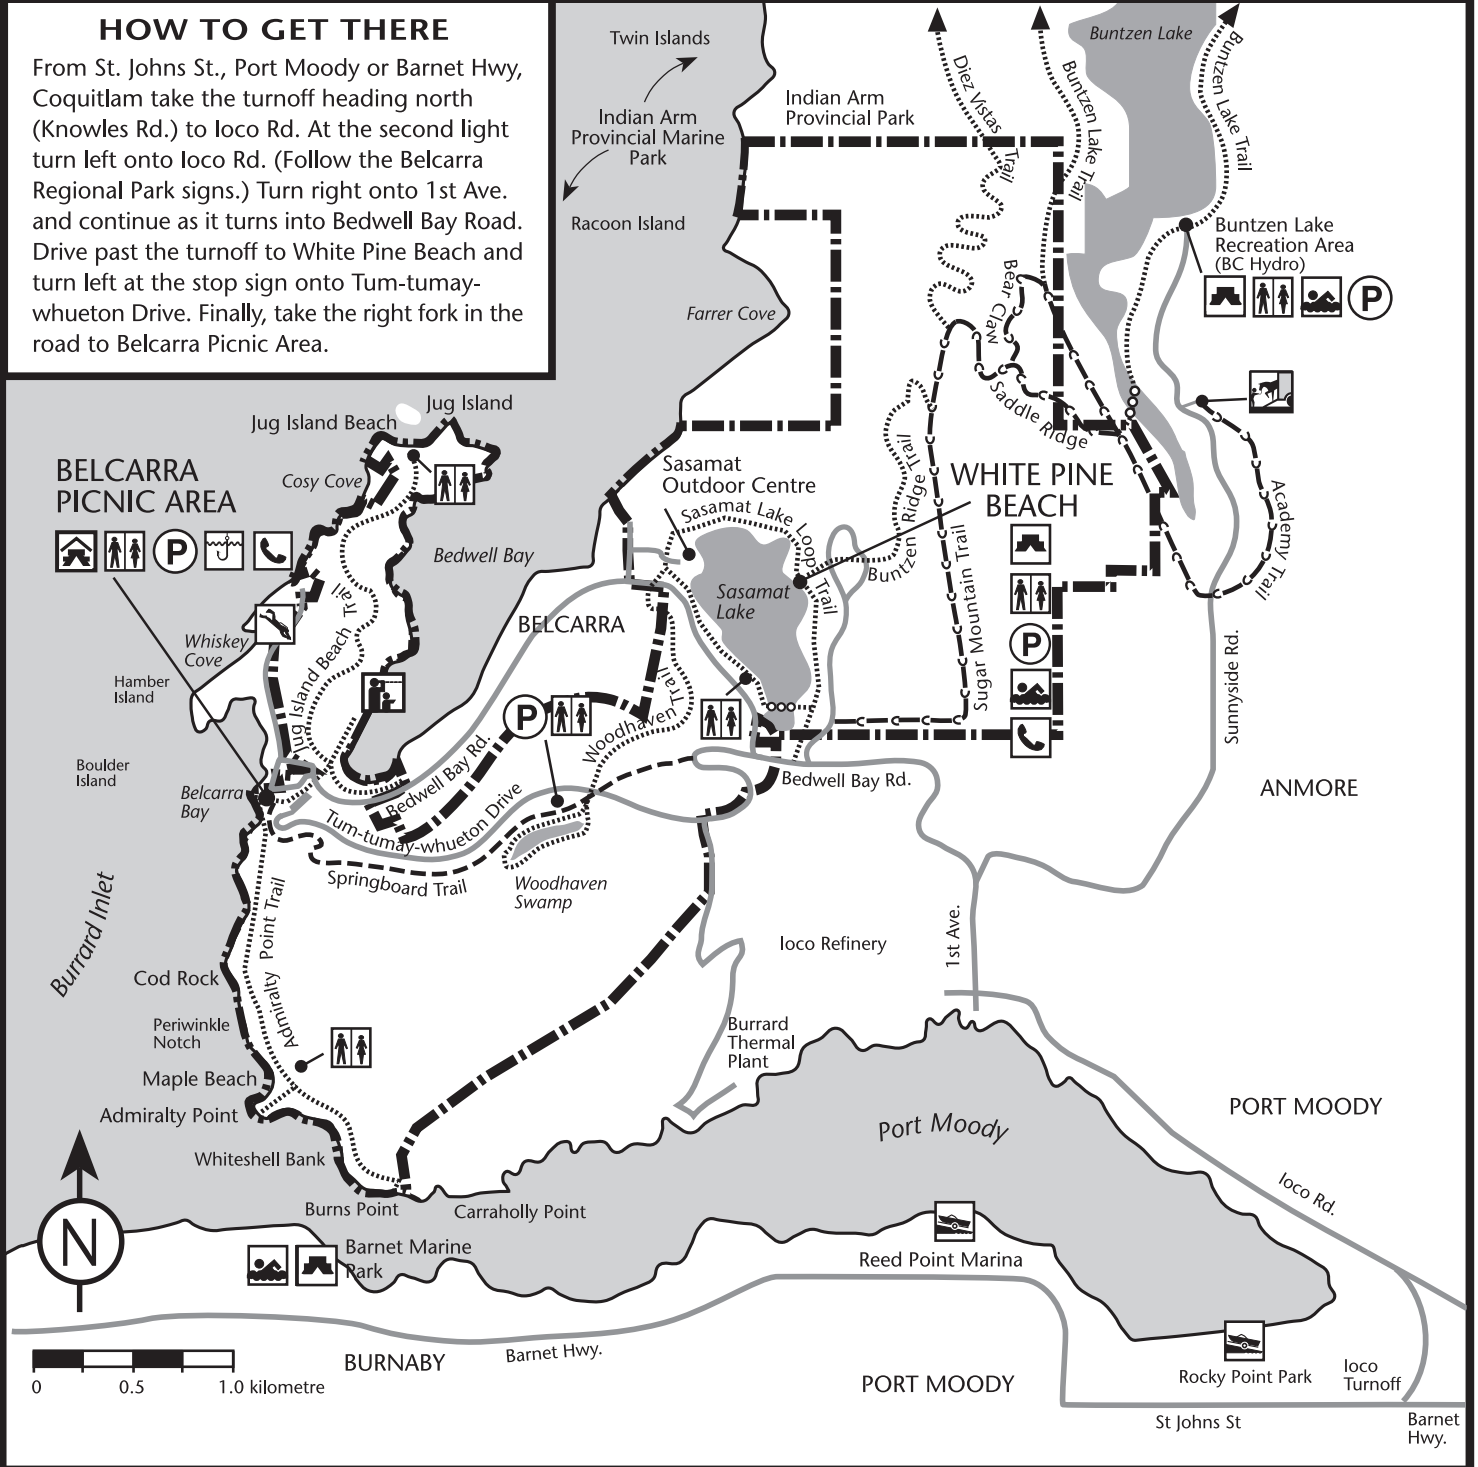 HOW TO GET THERE
From St. Johns St., Port Moody or Barnet Hwy,
Coquitlam take the turnoff heading north
(Knowles Rd.) to Ioco Rd. At the second light
turn left onto Ioco Rd. (Follow the Belcarra
Regional Park signs.) Turn right onto 1st Ave.
and continue as it turns into Bedwell Bay Road.
Drive past the turnoff to White Pine Beach and
turn left at the stop sign onto Tum-tumay-
whueton Drive. Finally, take the right fork in the
road to Belcarra Picnic Area.
Twin Islands
Indian Arm
Provincial Marine
Park
Racoon Island
Indian Arm
Provincial Park
Diez Vistas
Trail
Buntzen Lake Trail
Buntzen Lake
Buntzen Lake Trail
Buntzen Lake
Recreation Area
(BC Hydro)
P
Bear Claw
Farrer Cove
Saddle Ridge
Jug Island
Jug Island Beach
BELCARRA
PICNIC AREA
P
Cosy Cove
Sasamat
Outdoor Centre
Sasamat Lake Loop Trail
Buntzen Ridge Trail
WHITE PINE
BEACH
P
Academy Trail
Bedwell Bay
Sasamat
Lake
Sugar Mountain Trail
BELCARRA
Whiskey
Cove
Jug Island Beach Trail
Hamber
Island
Woodhaven Trail
P
Sunnyside Rd.
Boulder
Island
Belcarra
Bay
Bedwell Bay Rd.
Bedwell Bay Rd.
ANMORE
Tum-tumay-whueton Drive
Springboard Trail
Woodhaven
Swamp
Burrard Inlet
Admiralty Point Trail
1st Ave.
Ioco Refinery
Cod Rock
Periwinkle
Notch
Burrard
Thermal
Plant
Maple Beach
Admiralty Point
Port Moody
PORT MOODY
Whiteshell Bank
Burns Point
Carraholly Point
Ioco Rd.
N
Barnet Marine
Park
Reed Point Marina
Barnet Hwy.
BURNABY
0
0.5
1.0 kilometre
PORT MOODY
Rocky Point Park
Ioco
Turnoff
St Johns St
Barnet
Hwy.